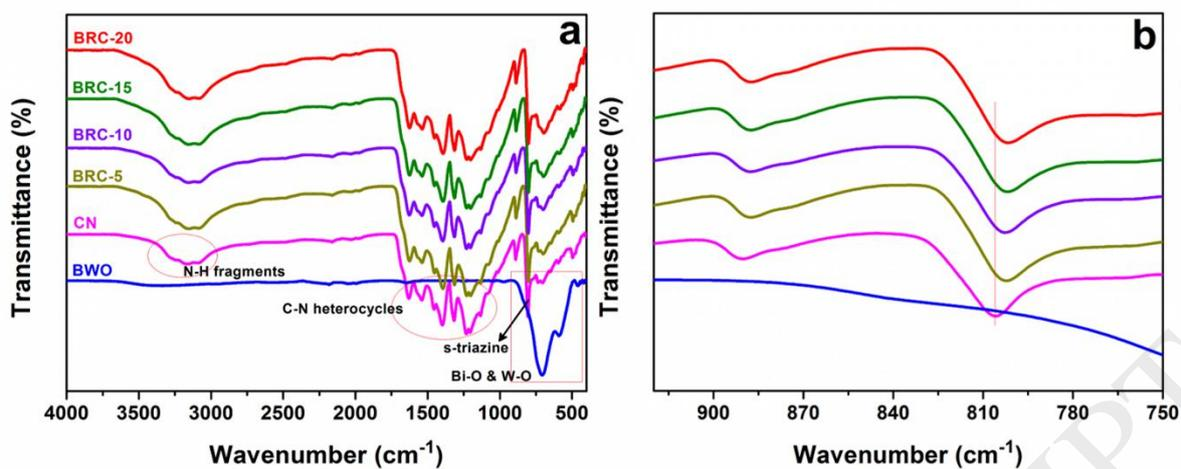 a
BRC-20
BRC-15
BRC-10
BRC-5
CN
BWO
N-H fragments
C-N heterocycles
s-triazine
Bi-O & W-O
Transmittance (%)
4000 3500 3000 2500 2000 1500 1000 500
Wavenumber (cm⁻¹)
b
Transmittance (%)
900 870 840 810 780 750
Wavenumber (cm⁻¹)